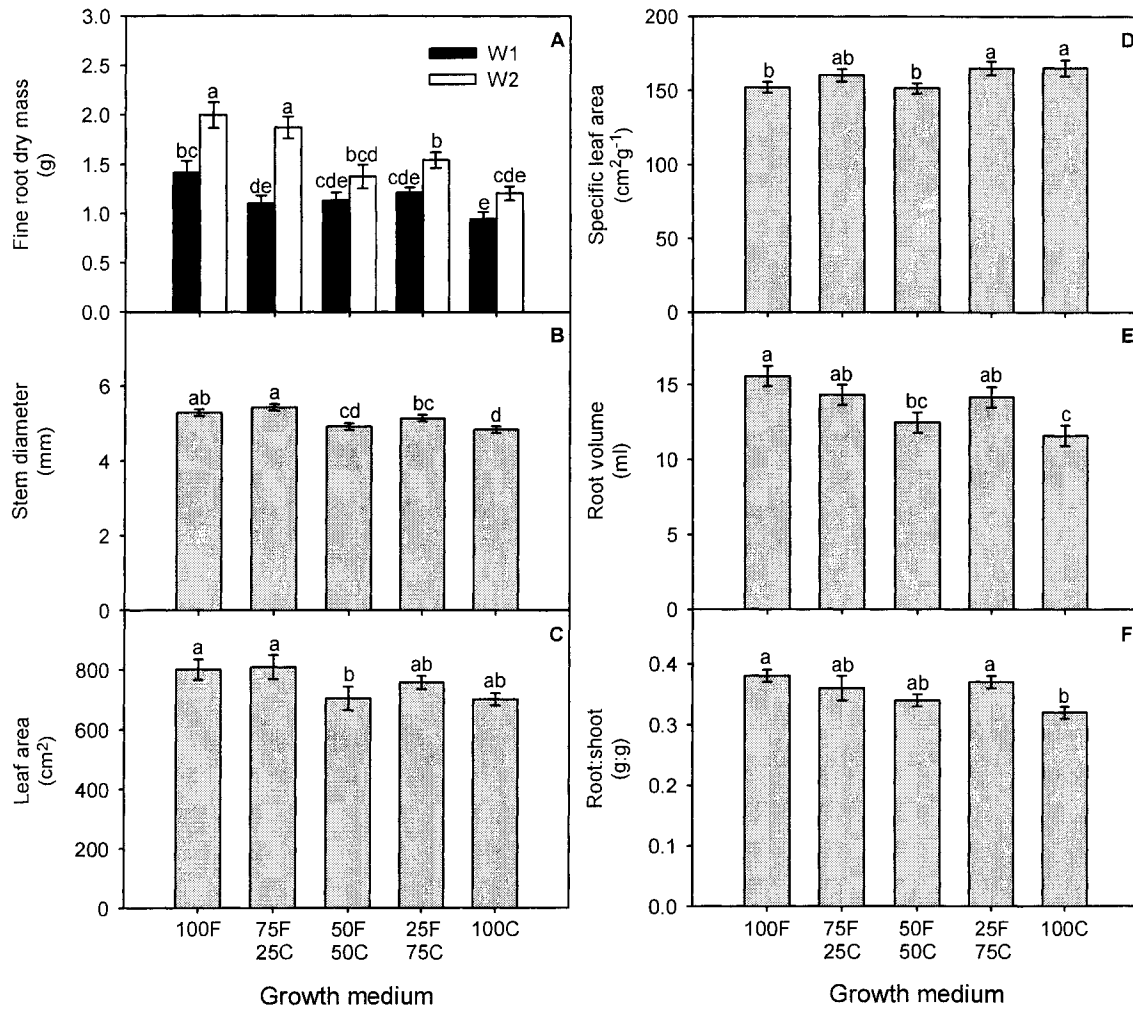 A
W1
W2
Fine root dry mass
(g)
3.0
2.5
2.0
1.5
1.0
0.5
0.0
bc
a
de
a
cde
bcd
cde
b
e
cde
B
Stem diameter
(mm)
6
4
2
0
ab
a
cd
bc
d
C
Leaf area
(cm²)
800
600
400
200
0
a
a
b
ab
ab
100F
75F
25C
50F
50C
25F
75C
100C
Growth medium
D
Specific leaf area
(cm²g⁻¹)
200
150
100
50
0
b
ab
b
a
a
E
Root volume
(ml)
15
10
5
0
a
ab
bc
ab
c
F
Root:shoot
(g:g)
0.4
0.3
0.2
0.1
0.0
a
ab
ab
a
b
100F
75F
25C
50F
50C
25F
75C
100C
Growth medium